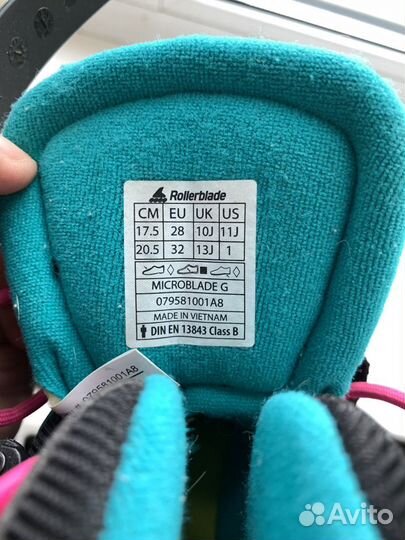 Rollerblade
CM EU UK US
17.5 28 10J 11J
20.5 32 13J 1
MICROBLADE G
079581001A8
MADE IN VIETNAM
DIN EN 13843 Class B
079581001A8
Avito